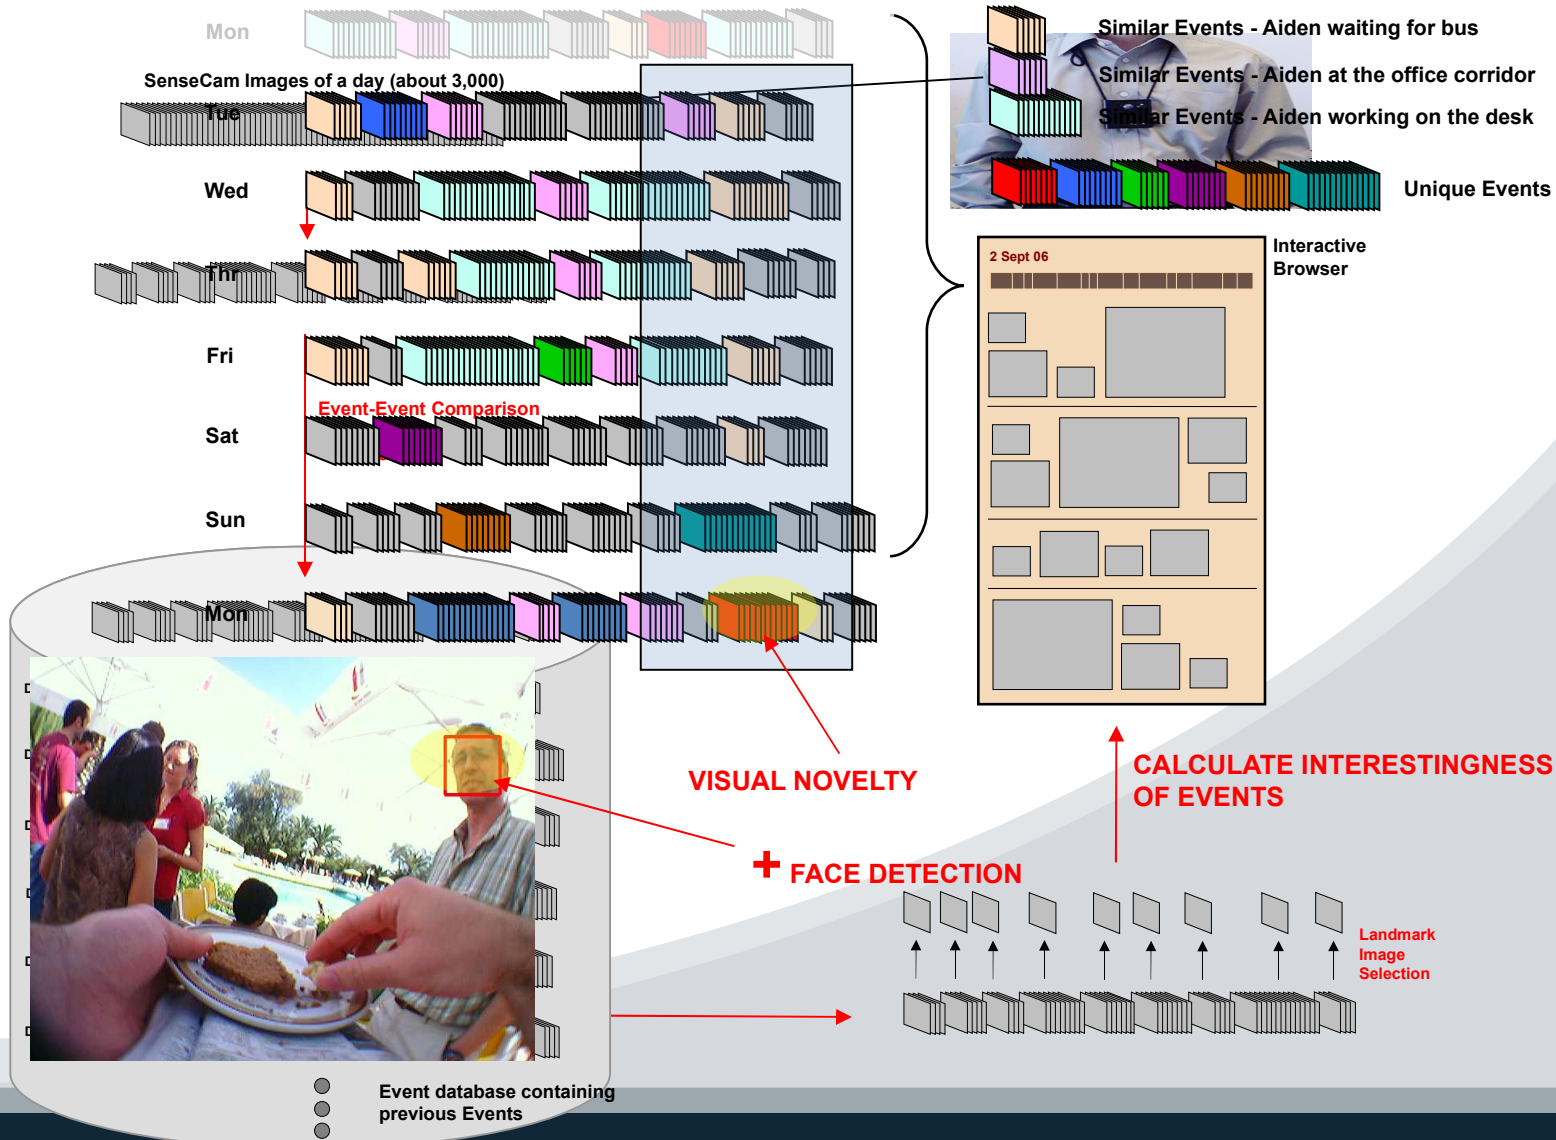 Mon
SenseCam Images of a day (about 3,000)
Tue
Wed
Thr
Fri
Event-Event Comparison
Sat
Sun
Mon
Similar Events - Aiden waiting for bus
Similar Events - Aiden at the office corridor
Similar Events - Aiden working on the desk
Unique Events
Interactive
Browser
2 Sept 06
VISUAL NOVELTY
+ FACE DETECTION
CALCULATE INTERESTINGNESS
OF EVENTS
Landmark
Image
Selection
Event database containing
previous Events